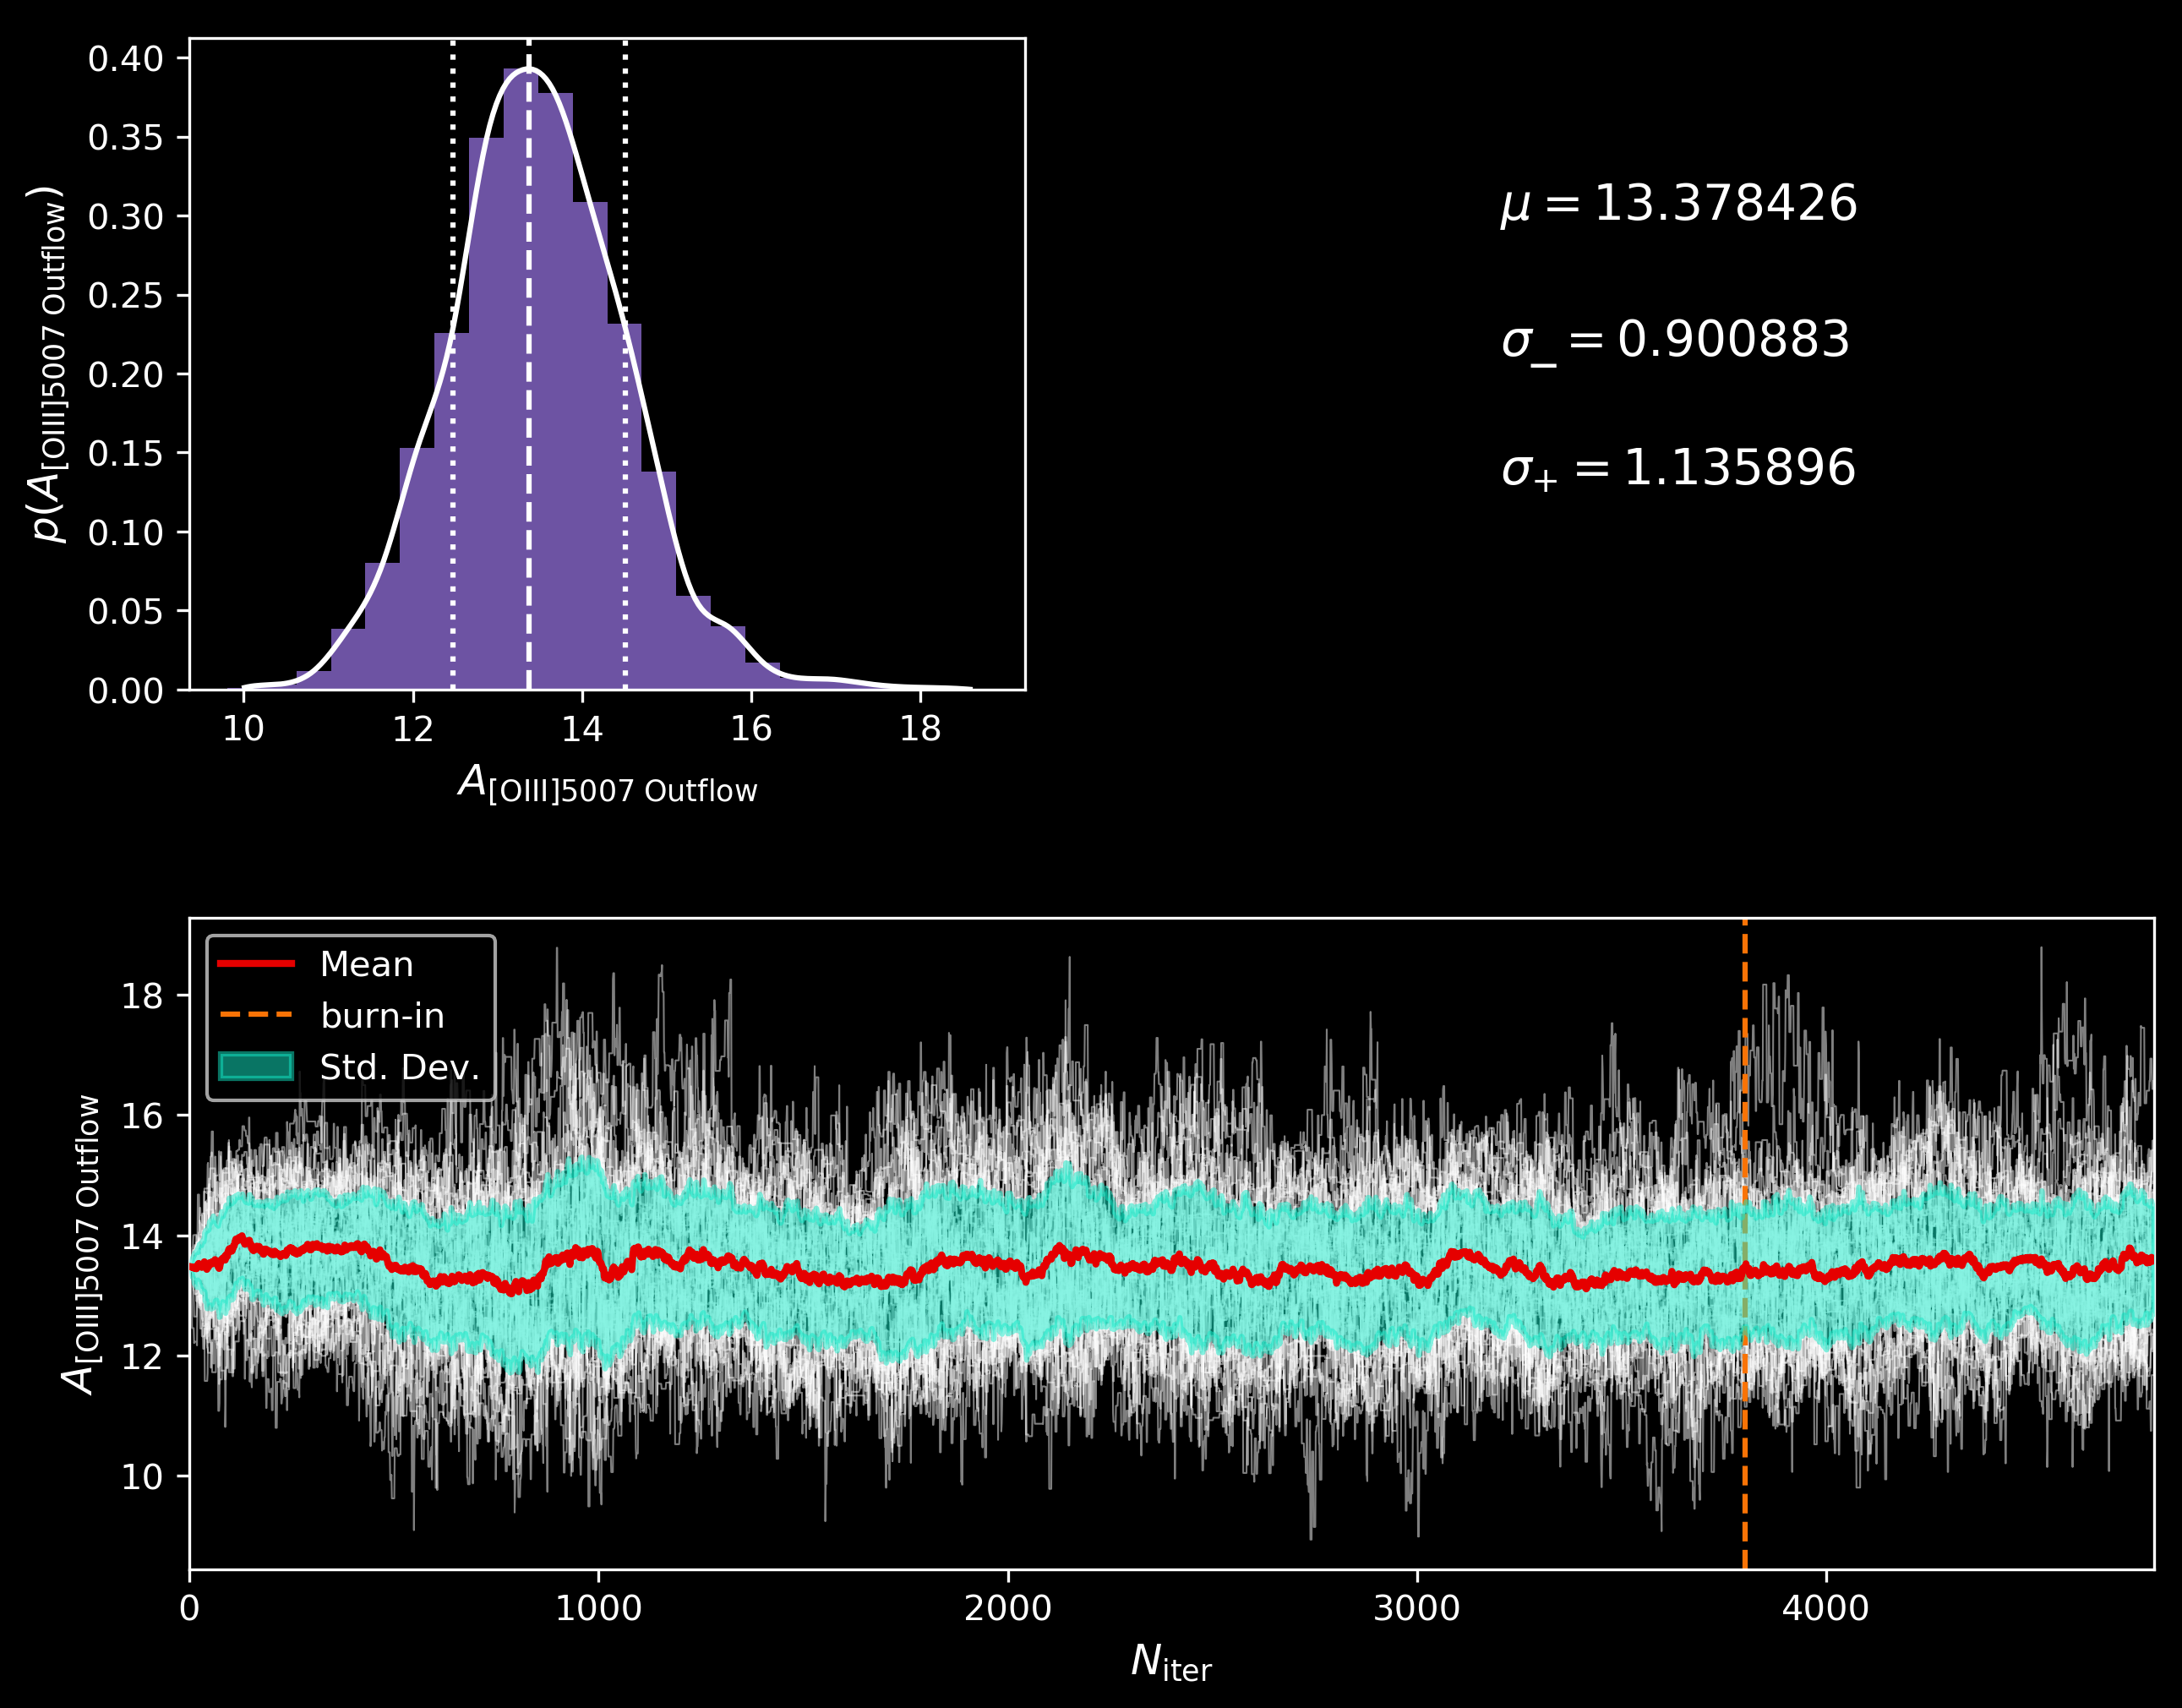 0.40
0.35
0.30
0.25
0.20
0.15
0.10
0.05
0.00
p(A[OIII]5007 Outflow)
10 12 14 16 18
A[OIII]5007 Outflow
μ = 13.378426
σ− = 0.900883
σ+ = 1.135896
Mean
burn-in
Std. Dev.
18
16
14
12
10
A[OIII]5007 Outflow
0 1000 2000 3000 4000
Niter